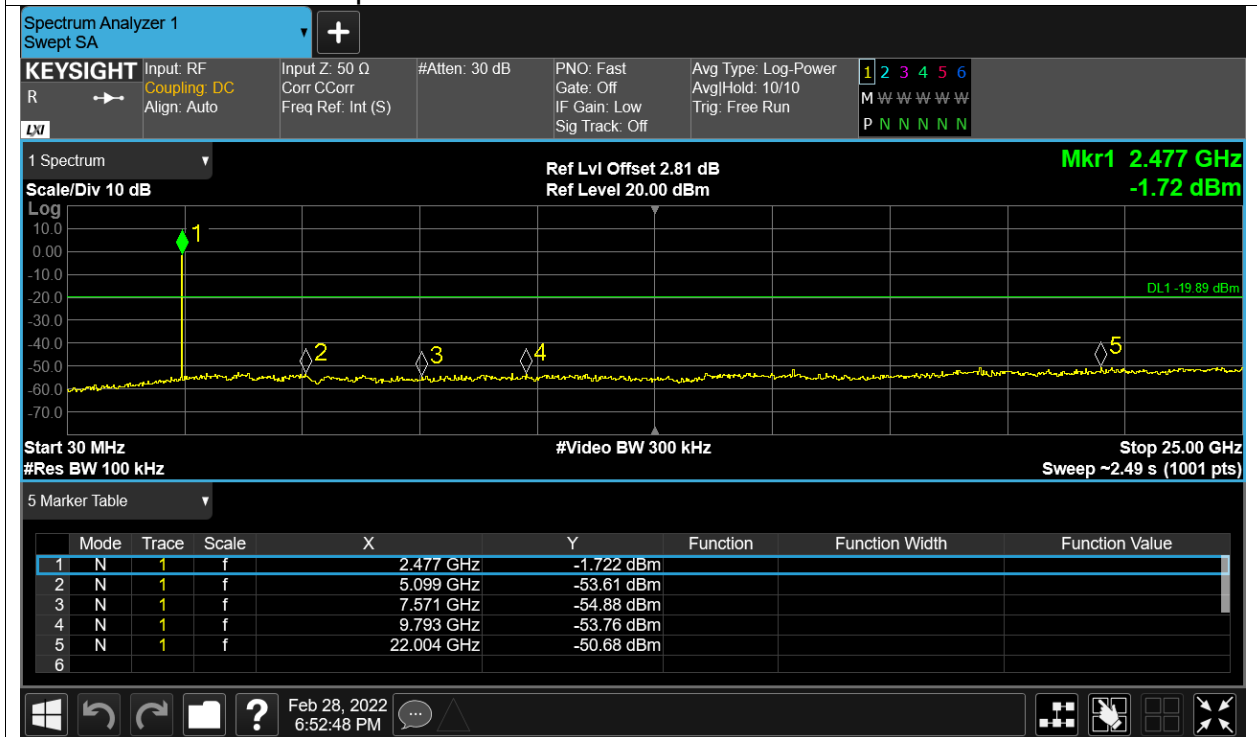 Spectrum Analyzer 1
Swept SA
+
KEYSIGHT Input: RF Input Z: 50 Ω #Atten: 30 dB PNO: Fast Avg Type: Log-Power 1 2 3 4 5 6
R Coupling: DC Corr CCorr Gate: Off Avg|Hold: 10/10
Align: Auto Freq Ref: Int (S) IF Gain: Low Trig: Free Run M W W W W W
LXI Sig Track: Off P N N N N N N
1 Spectrum
Ref Lvl Offset 2.81 dB Mkr1 2.477 GHz
Scale/Div 10 dB Ref Level 20.00 dBm -1.72 dBm
Log
10.0
1
0.00
-10.0
-20.0
DL1 -19.89 dBm
-30.0
-40.0
2 3 4 5
-50.0
-60.0
-70.0
Start 30 MHz #Video BW 300 kHz Stop 25.00 GHz
#Res BW 100 kHz Sweep ~2.49 s (1001 pts)
5 Marker Table
Mode Trace Scale X Y Function Function Width Function Value
1 N 1 f 2.477 GHz -1.722 dBm
2 N 1 f 5.099 GHz -53.61 dBm
3 N 1 f 7.571 GHz -54.88 dBm
4 N 1 f 9.793 GHz -53.76 dBm
5 N 1 f 22.004 GHz -50.68 dBm
6
? Feb 28, 2022
6:52:48 PM